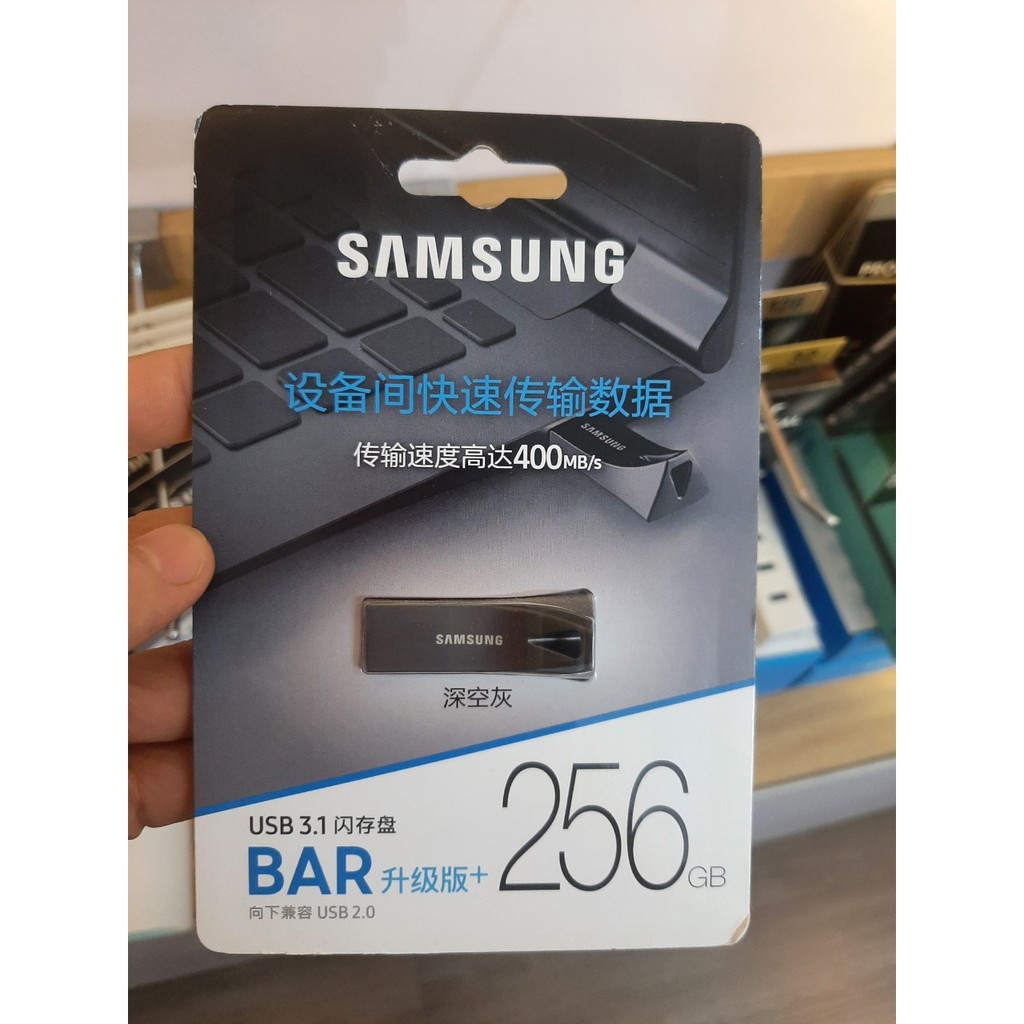 SAMSUNG
设备间快速传输数据
传输速度高达400MB/s
SAMSUNG
SAMSUNG
深空灰
USB 3.1 闪存盘
BAR 升级版+
256GB
向下兼容 USB 2.0
PRO